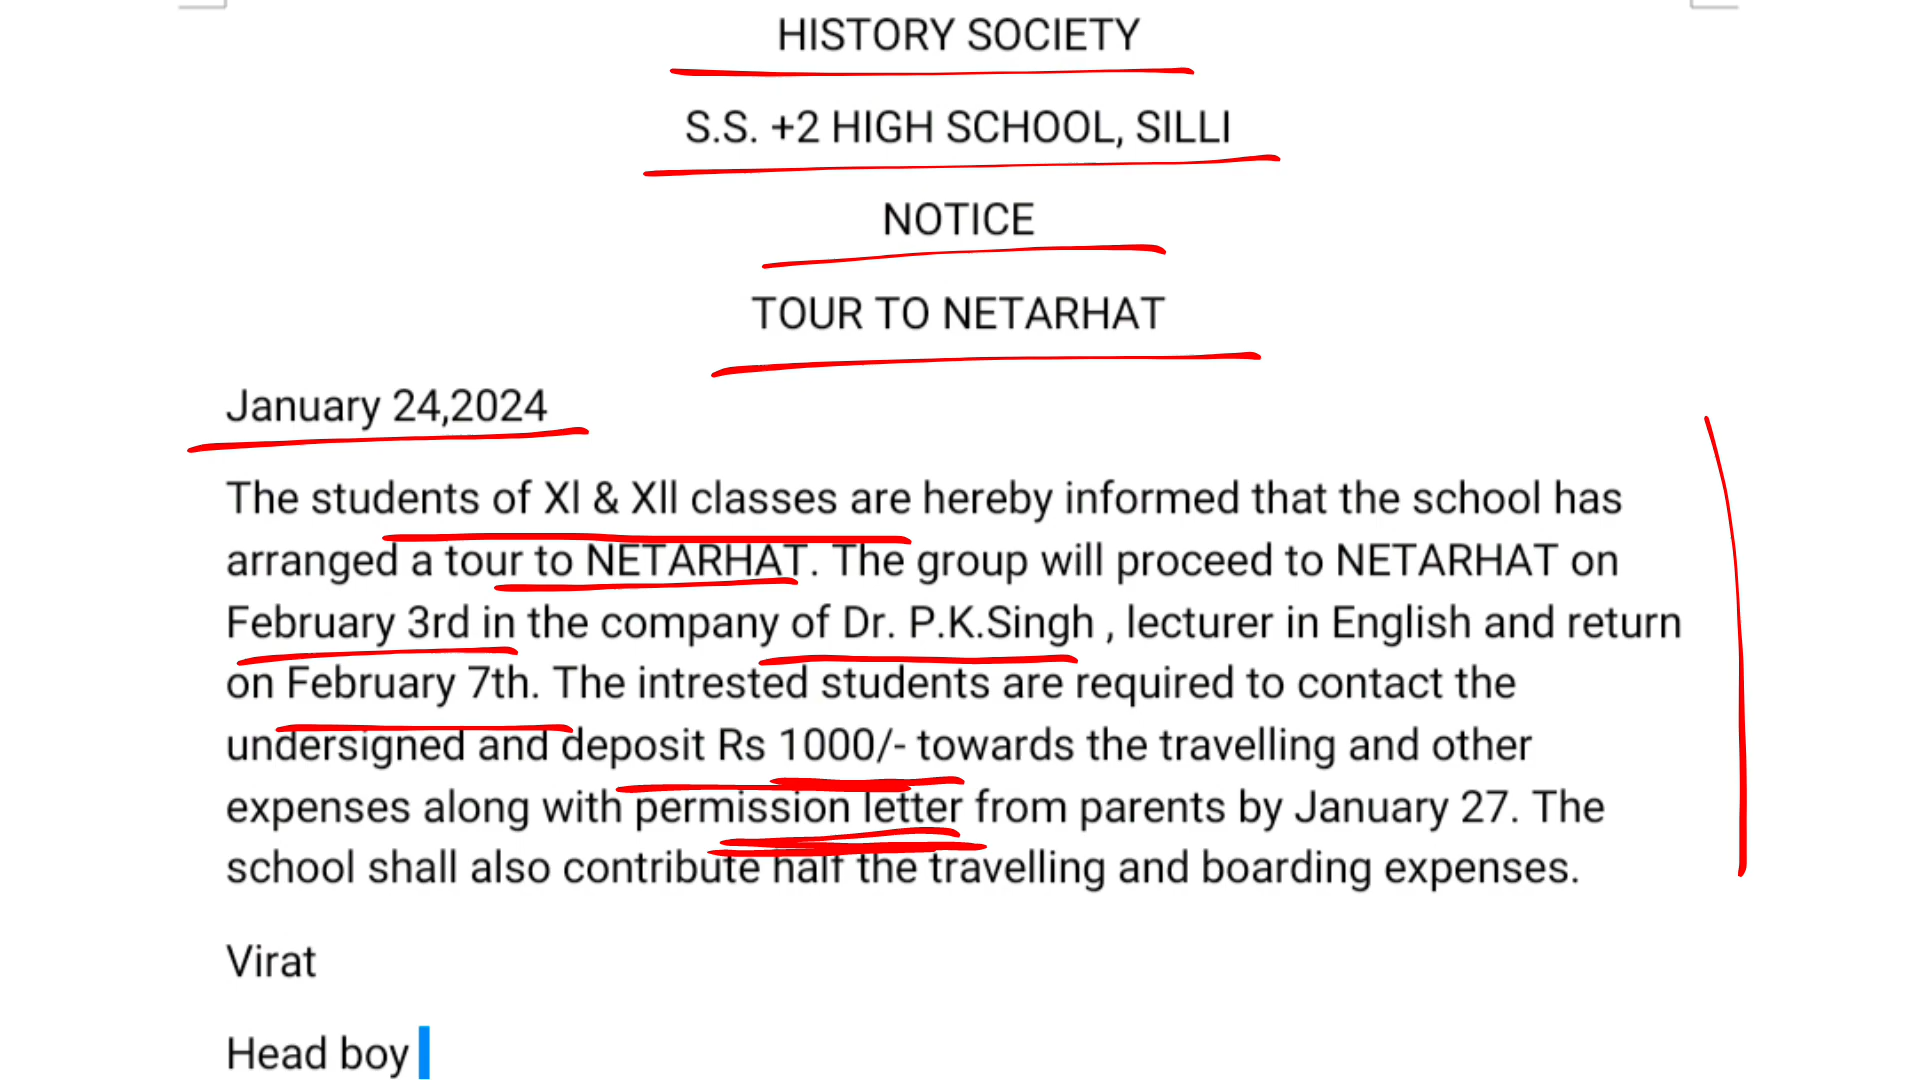 HISTORY SOCIETY
S.S. +2 HIGH SCHOOL, SILLI
NOTICE
TOUR TO NETARHAT
January 24,2024
The students of Xl & Xll classes are hereby informed that the school has
arranged a tour to NETARHAT. The group will proceed to NETARHAT on
February 3rd in the company of Dr. P.K.Singh , lecturer in English and return
on February 7th. The intrested students are required to contact the
undersigned and deposit Rs 1000/- towards the travelling and other
expenses along with permission letter from parents by January 27. The
school shall also contribute half the travelling and boarding expenses.
Virat
Head boy